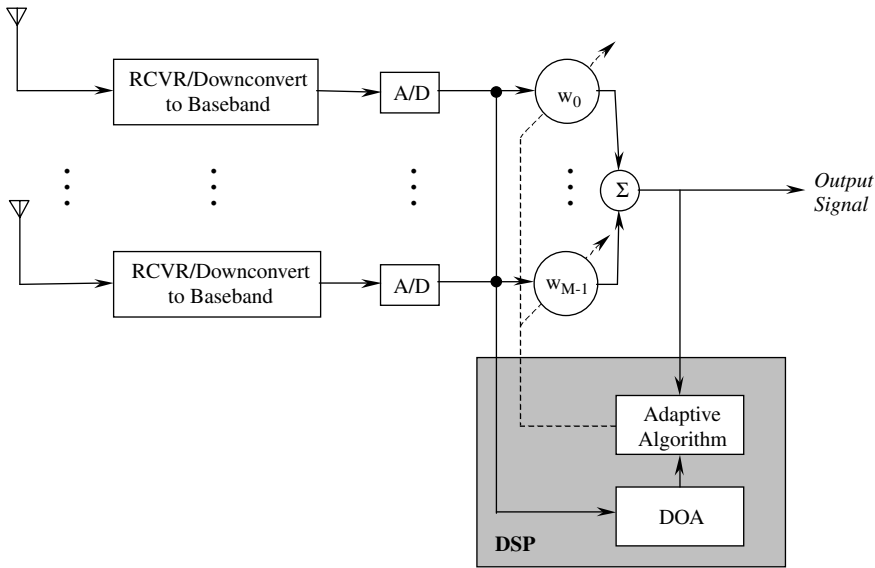 RCVR/Downconvert
to Baseband
A/D
w0
Σ
Output
Signal
RCVR/Downconvert
to Baseband
A/D
wM-1
Adaptive
Algorithm
DOA
DSP